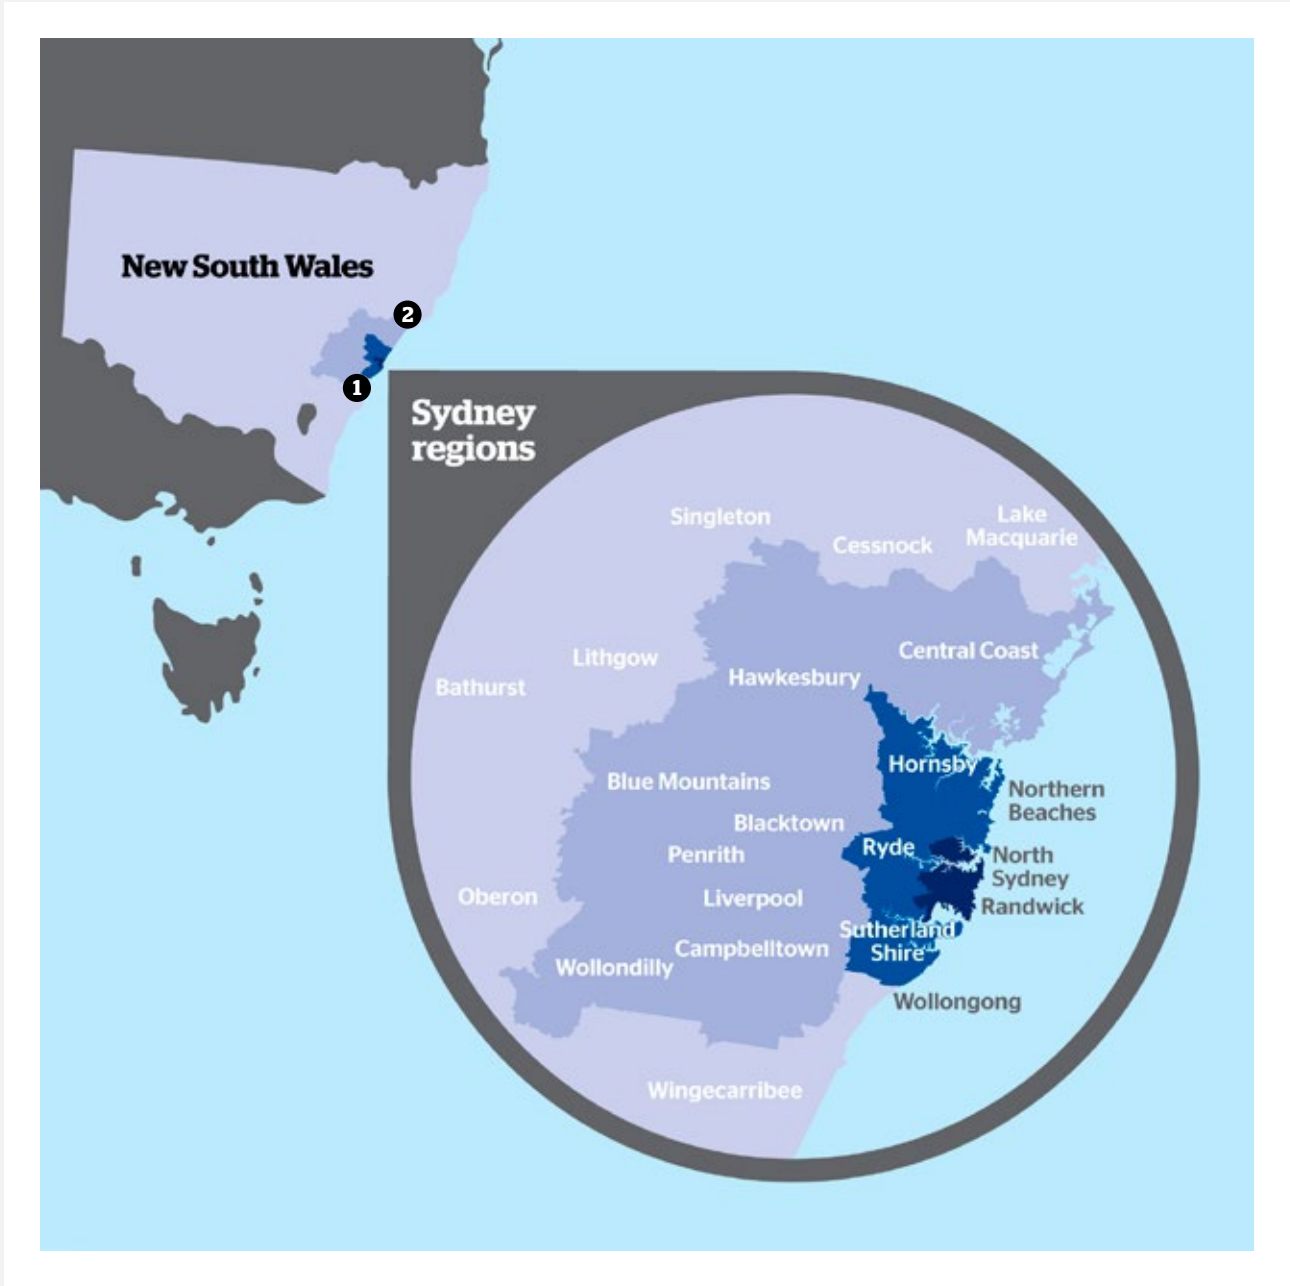 New South Wales
2
1
Sydney
regions
Singleton
Lake
Macquarie
Cessnock
Central Coast
Lithgow
Hawkesbury
Bathurst
Hornsby
Blue Mountains
Northern
Beaches
Blacktown
Ryde
Penrith
North
Sydney
Oberon
Liverpool
Randwick
Sutherland
Shire
Campbelltown
Wollondilly
Wollongong
Wingecarribee